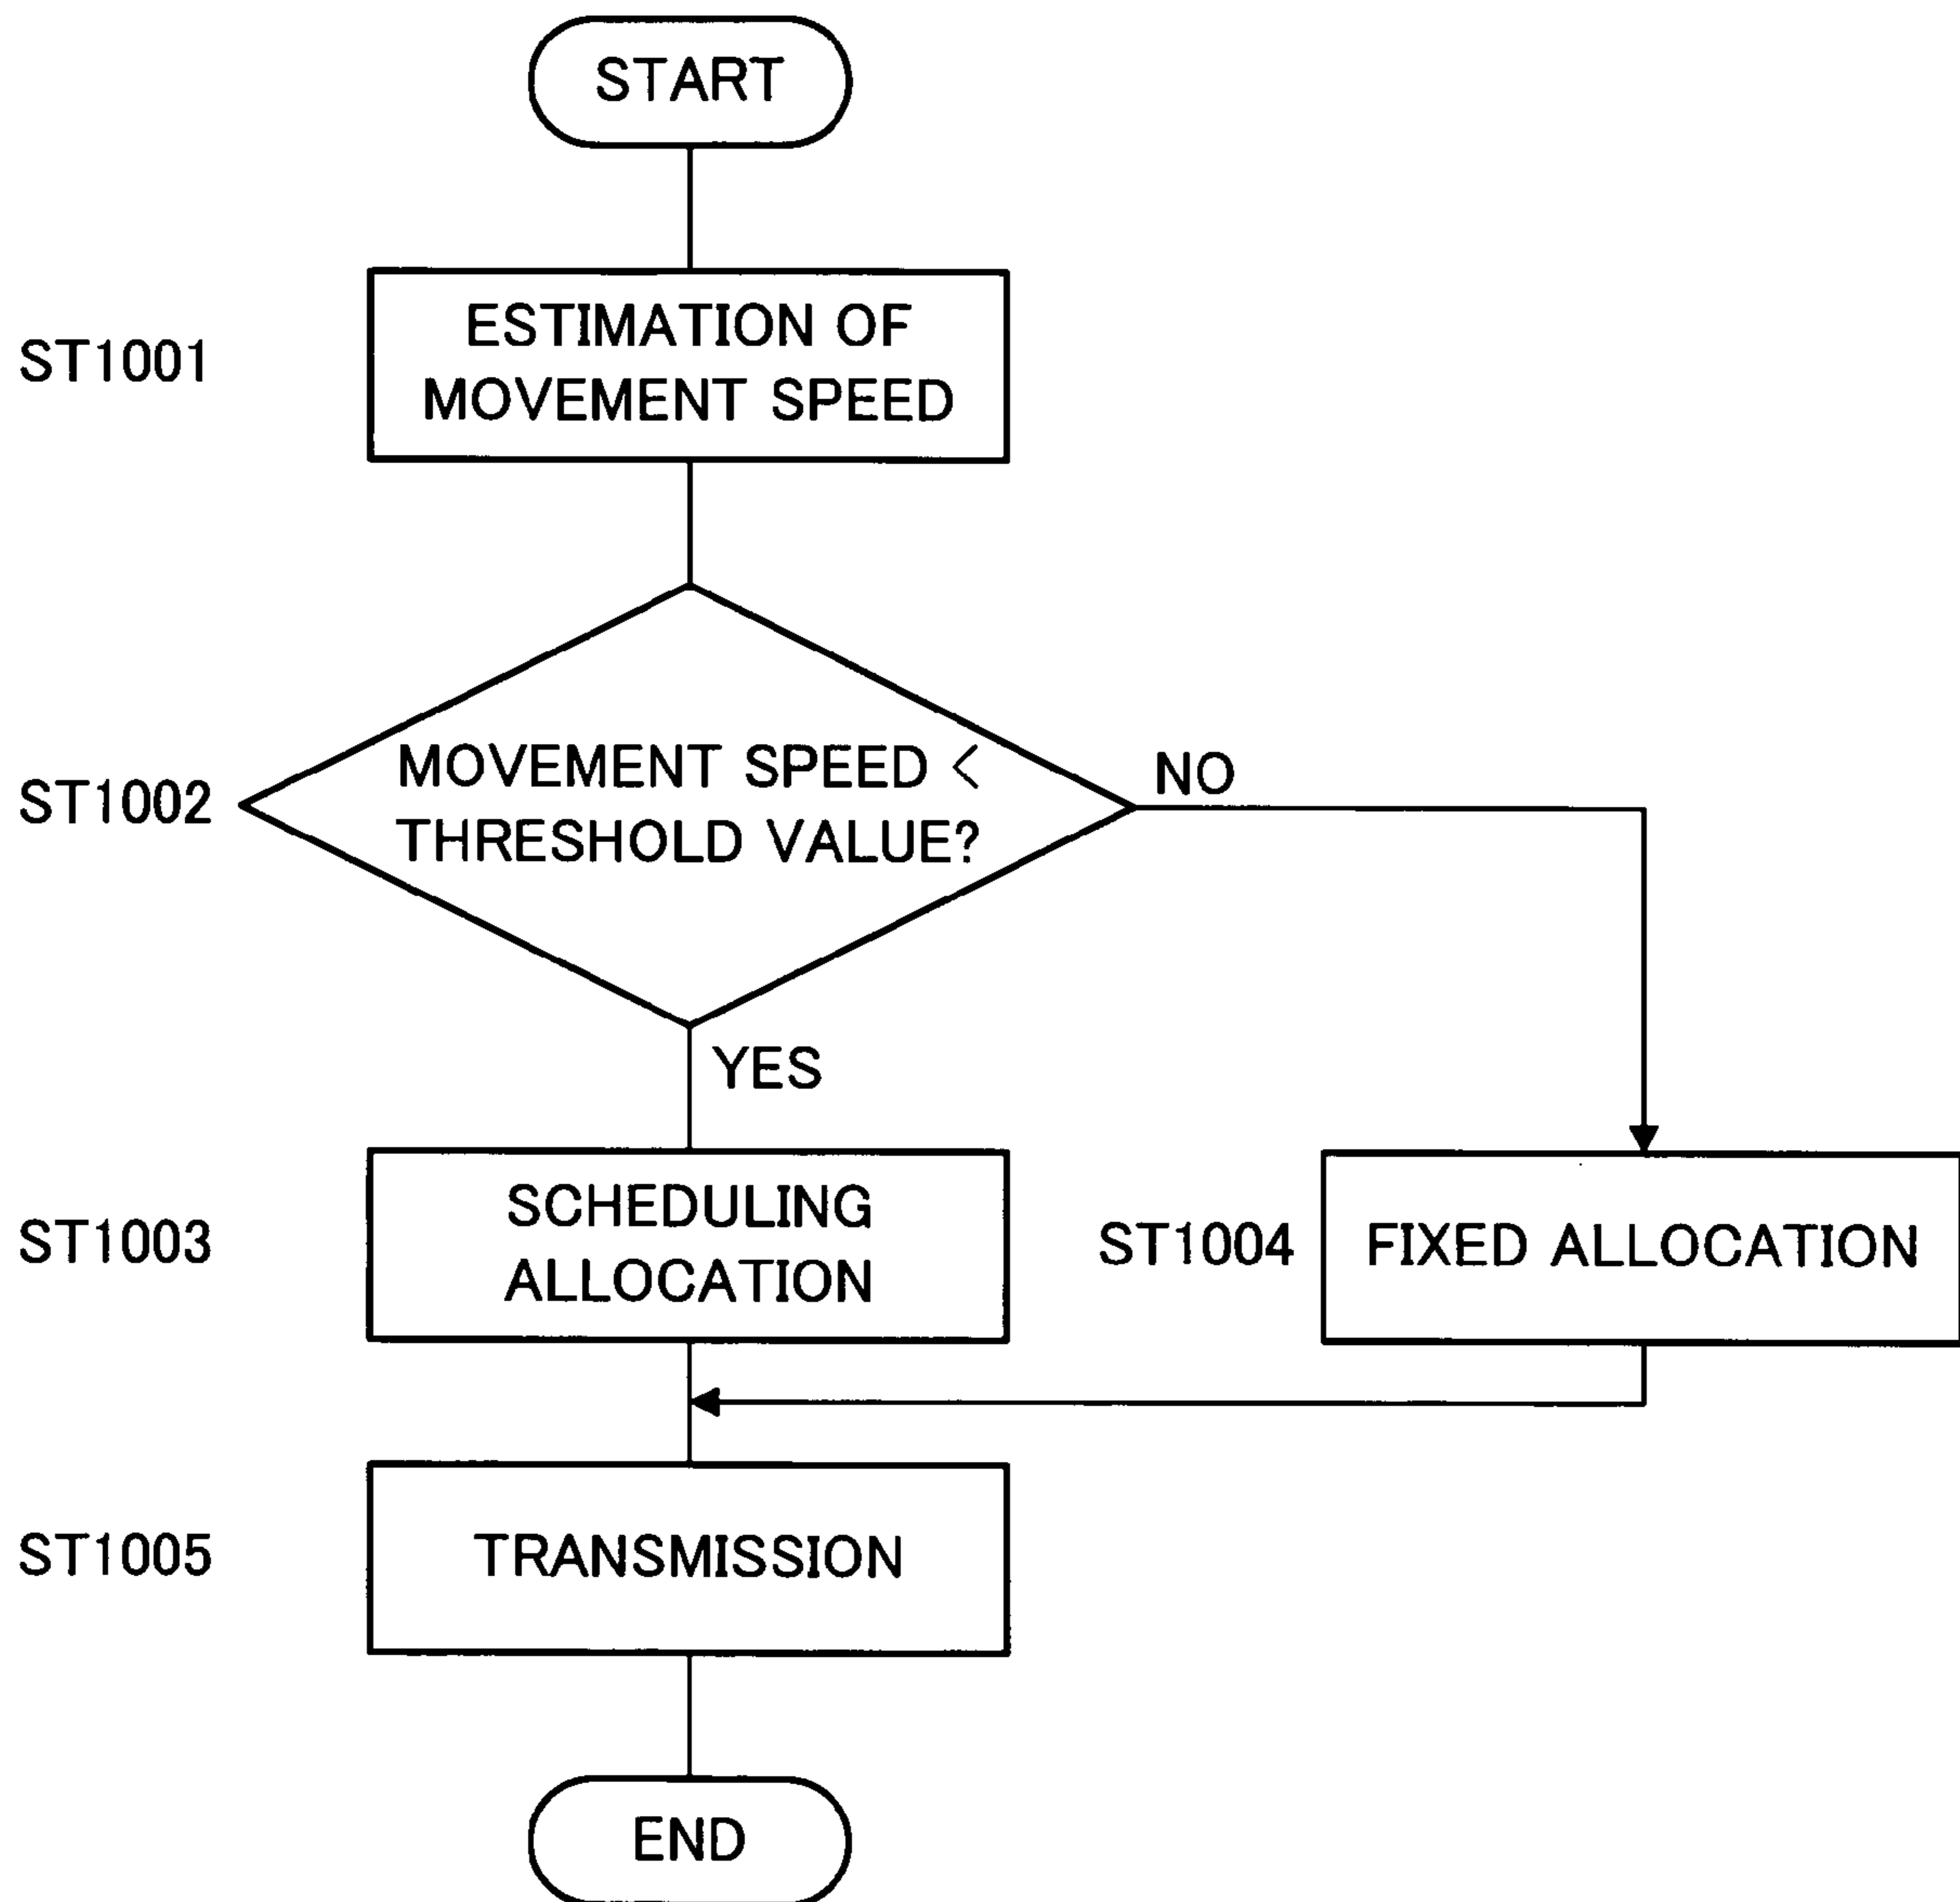 START
ST1001
ESTIMATION OF
MOVEMENT SPEED
ST1002
MOVEMENT SPEED <
THRESHOLD VALUE?
NO
YES
ST1003
SCHEDULING
ALLOCATION
ST1004
FIXED ALLOCATION
ST1005
TRANSMISSION
END